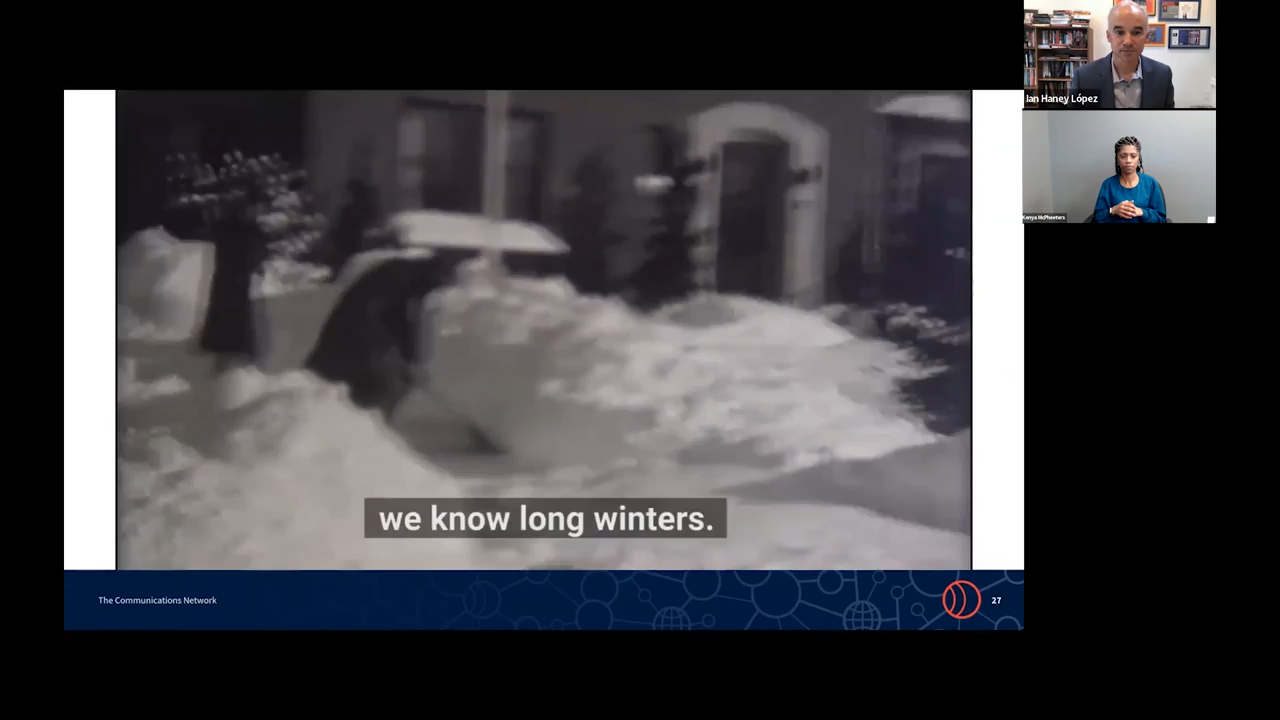 Ian Haney López
Kenya McPheeters
we know long winters.
The Communications Network
27